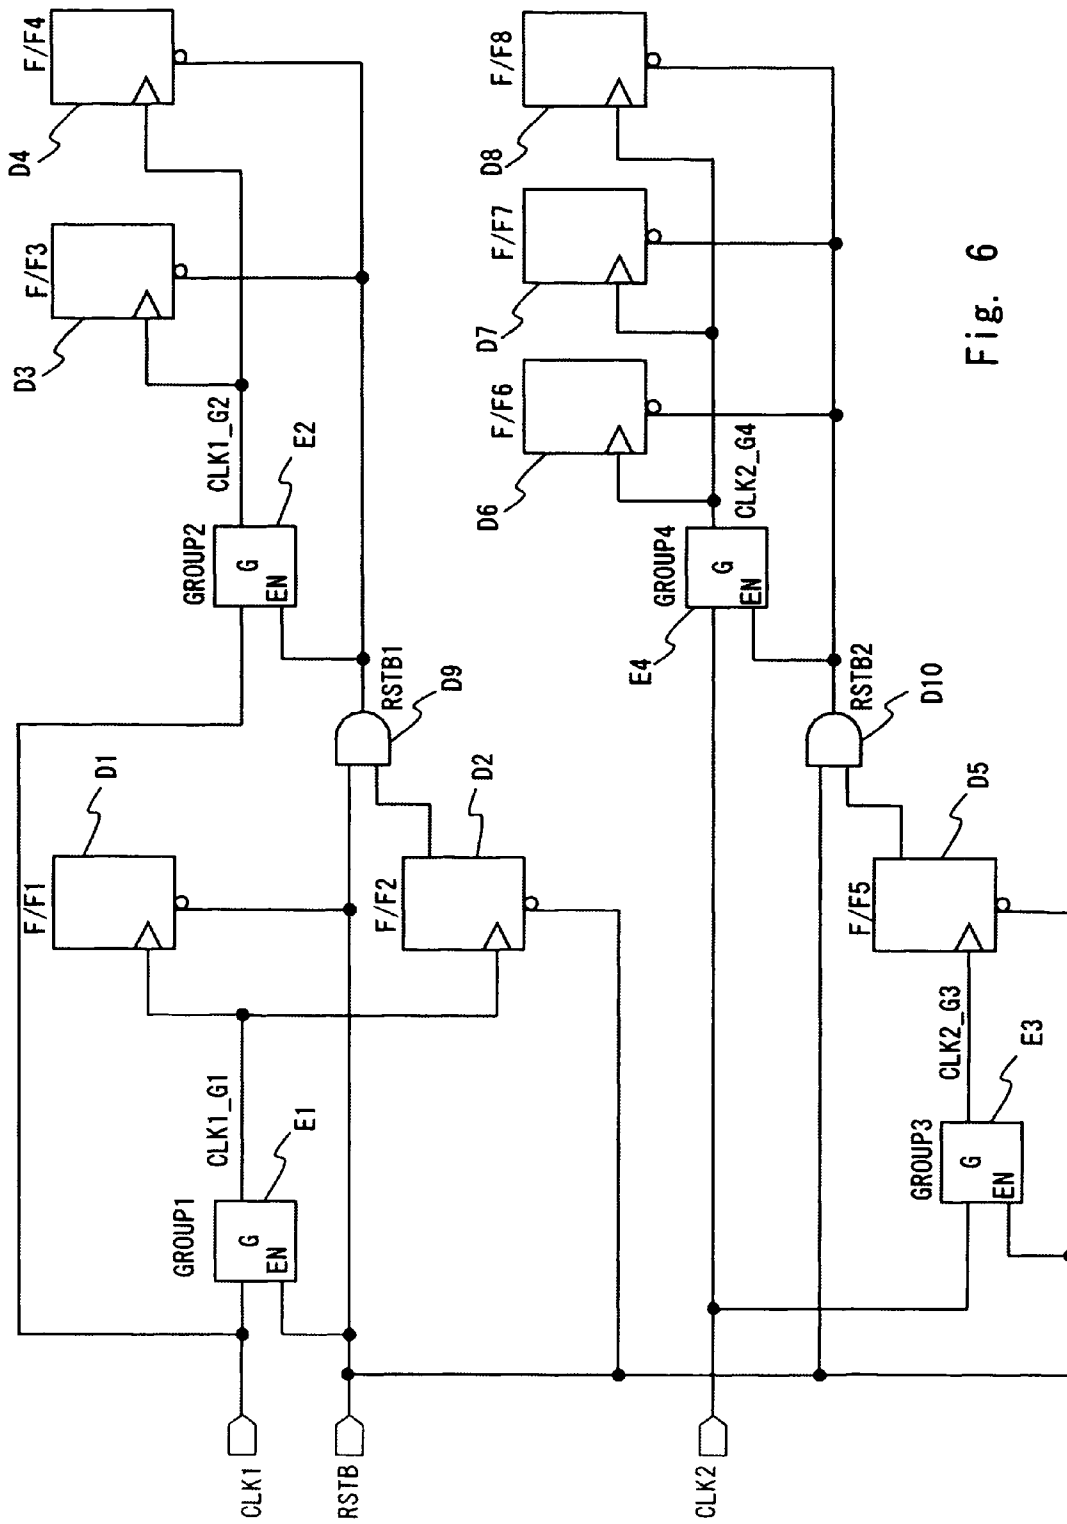 F/F4
D4
F/F3
D3
CLK1_G2
E2
GROUP2
G
EN
RSTB1
D9
D1
F/F1
D2
F/F2
CLK1_G1
E1
GROUP1
G
EN
CLK1
RSTB
F/F8
D8
F/F7
D7
F/F6
D6
CLK2_G4
GROUP4
G
EN
E4
RSTB2
D10
D5
F/F5
CLK2_G3
E3
GROUP3
G
EN
CLK2
Fig. 6